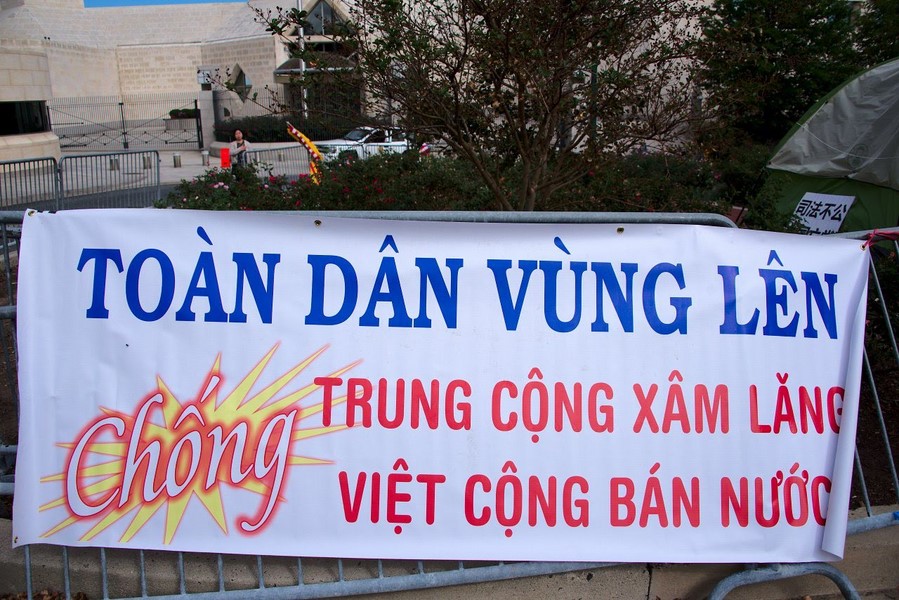 TOÀN DÂN VÙNG LÊN
Chống
TRUNG CỘNG XÂM LĂNG
VIỆT CỘNG BÁN NƯỚC
司法不公